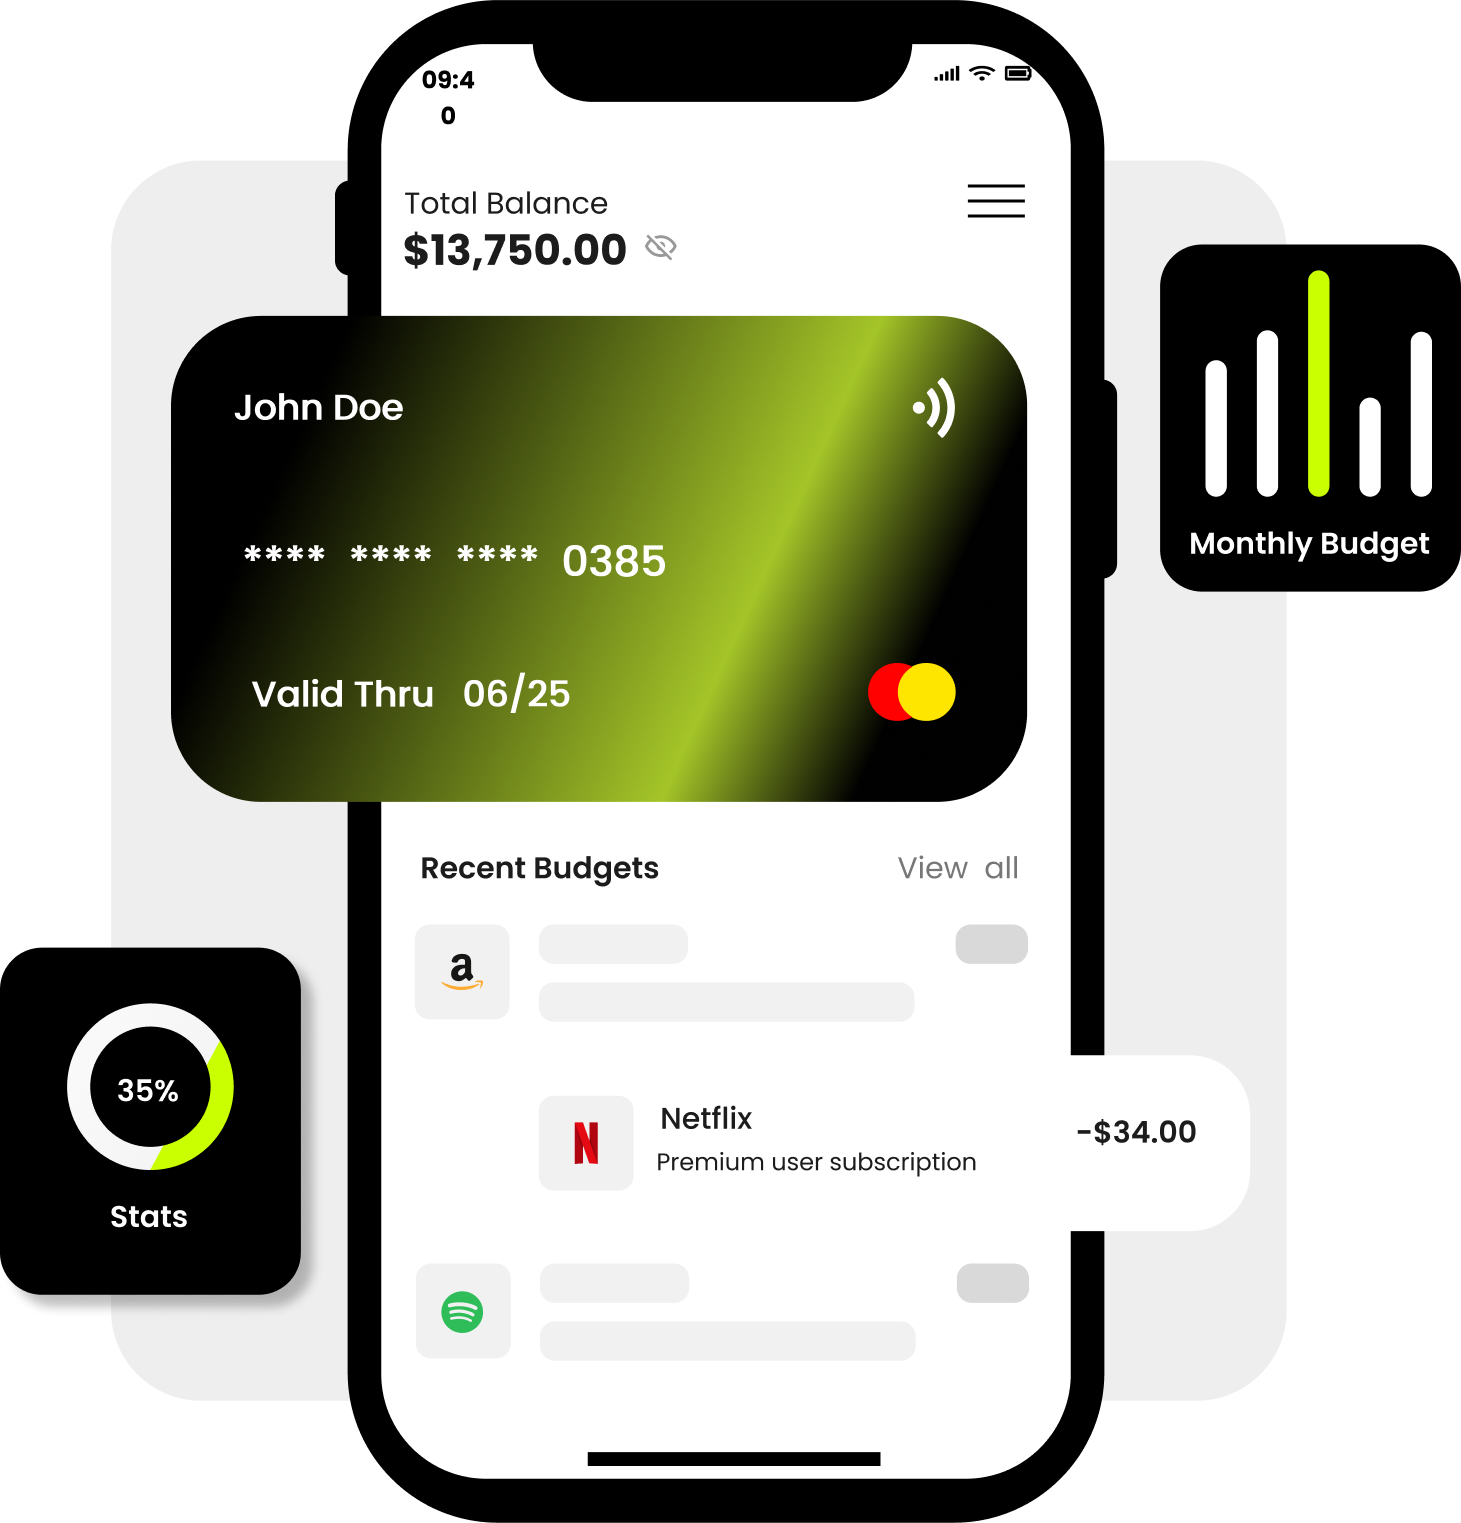 09:4
0
Total Balance
$13,750.00
John Doe
**** **** **** 0385
Valid Thru 06/25
Monthly Budget
Recent Budgets
View all
a
35%
Stats
Netflix
-$34.00
Premium user subscription